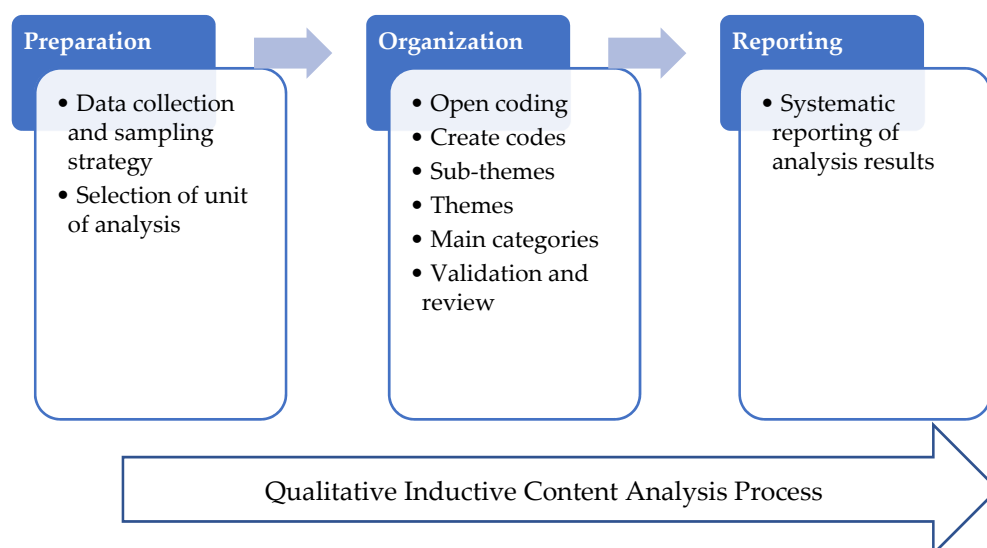 Preparation
• Data collection
and sampling
strategy
• Selection of unit
of analysis
Organization
• Open coding
• Create codes
• Sub-themes
• Themes
• Main categories
• Validation and
review
Reporting
• Systematic
reporting of
analysis results
Qualitative Inductive Content Analysis Process